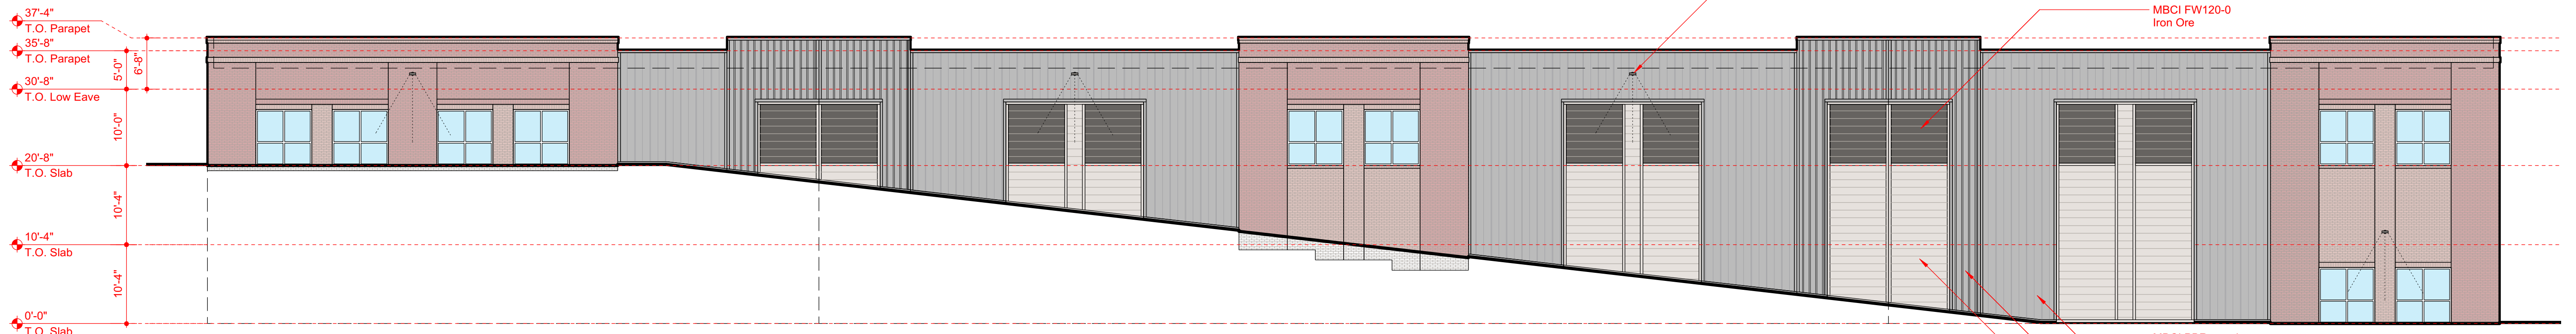 37'-4"
T.O. Parapet
35'-8"
T.O. Parapet
30'-8"
T.O. Low Eave
20'-8"
T.O. Slab
10'-4"
T.O. Slab
0'-0"
T.O. Slab
5'-0"
6'-8"
10'-0"
10'-4"
10'-4"
MBCI FW120-0
Iron Ore